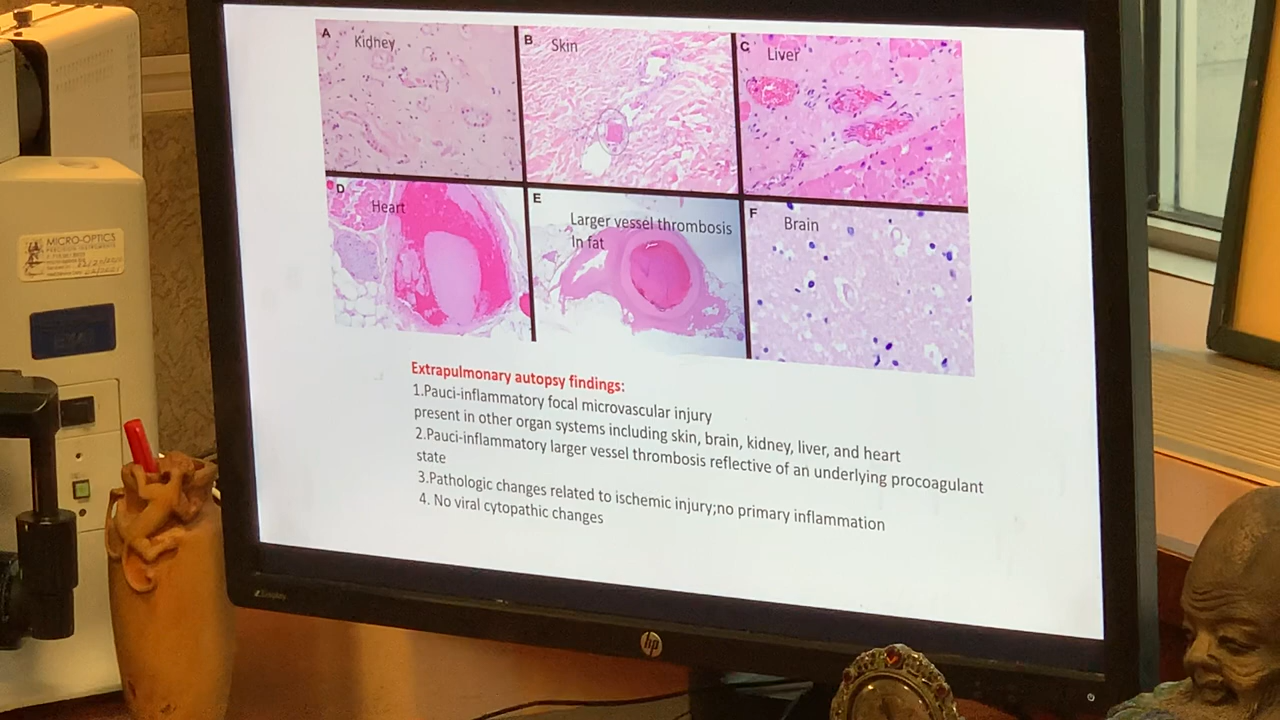 A
Kidney
B
Skin
C
Liver
D
Heart
E
Larger vessel thrombosis
In fat
F
Brain
Extrapulmonary autopsy findings:
1.Pauci-inflammatory focal microvascular injury
present in other organ systems including skin, brain, kidney, liver, and heart
2.Pauci-inflammatory larger vessel thrombosis reflective of an underlying procoagulant
state
3.Pathologic changes related to ischemic injury;no primary inflammation
4. No viral cytopathic changes
MICRO-OPTICS
PRECISION INSTRUMENTS
hp